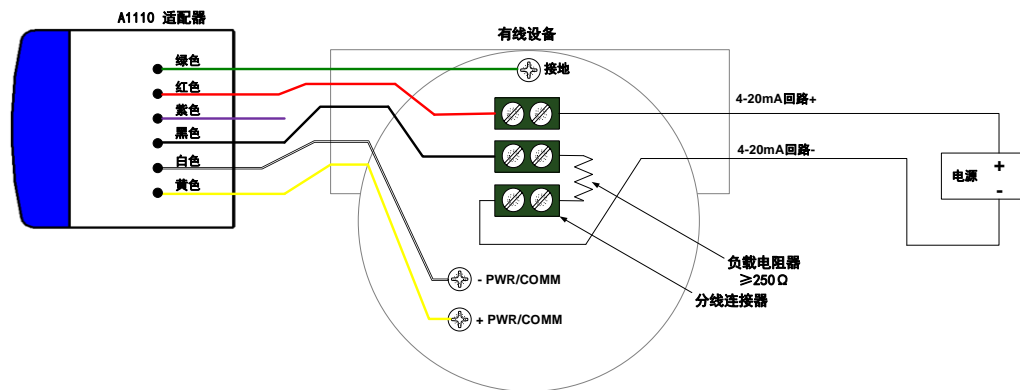 A1110 适配器
有线设备
绿色
接地
红色
4-20mA回路+
紫色
黑色
4-20mA回路-
白色
电源
+
-
黄色
负载电阻器
≥250Ω
分线连接器
- PWR/COMM
+ PWR/COMM